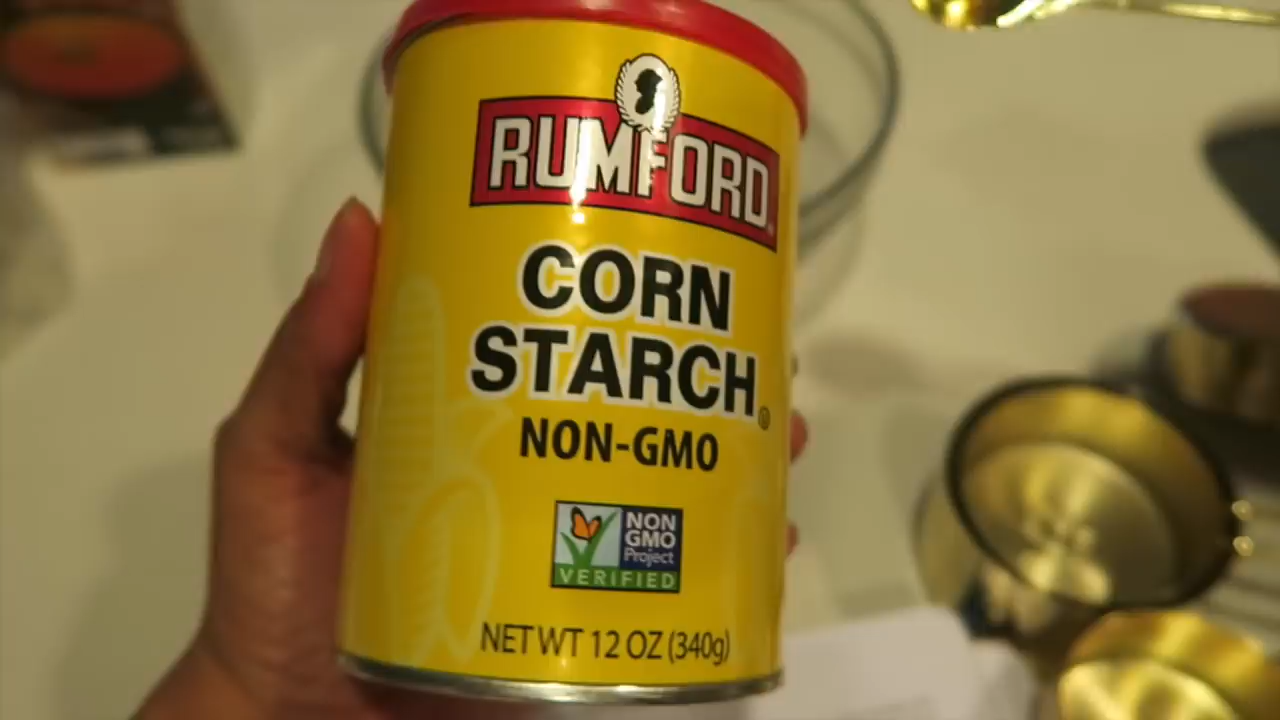 RUMFORD
CORN
STARCH®
NON-GMO
NON
GMO
Project
VERIFIED
NET WT 12 OZ (340g)